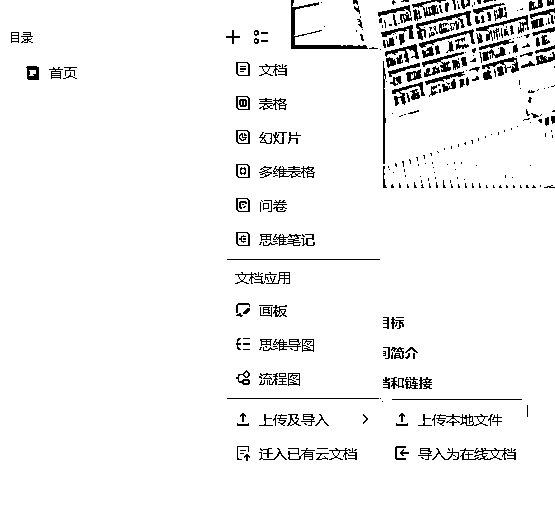 目录
首页
文档
表格
幻灯片
多维表格
问卷
思维笔记
文档应用
画板
思维导图
流程图
上传及导入
迁入已有云文档
目标
间简介
档和链接
上传本地文件
导入为在线文档